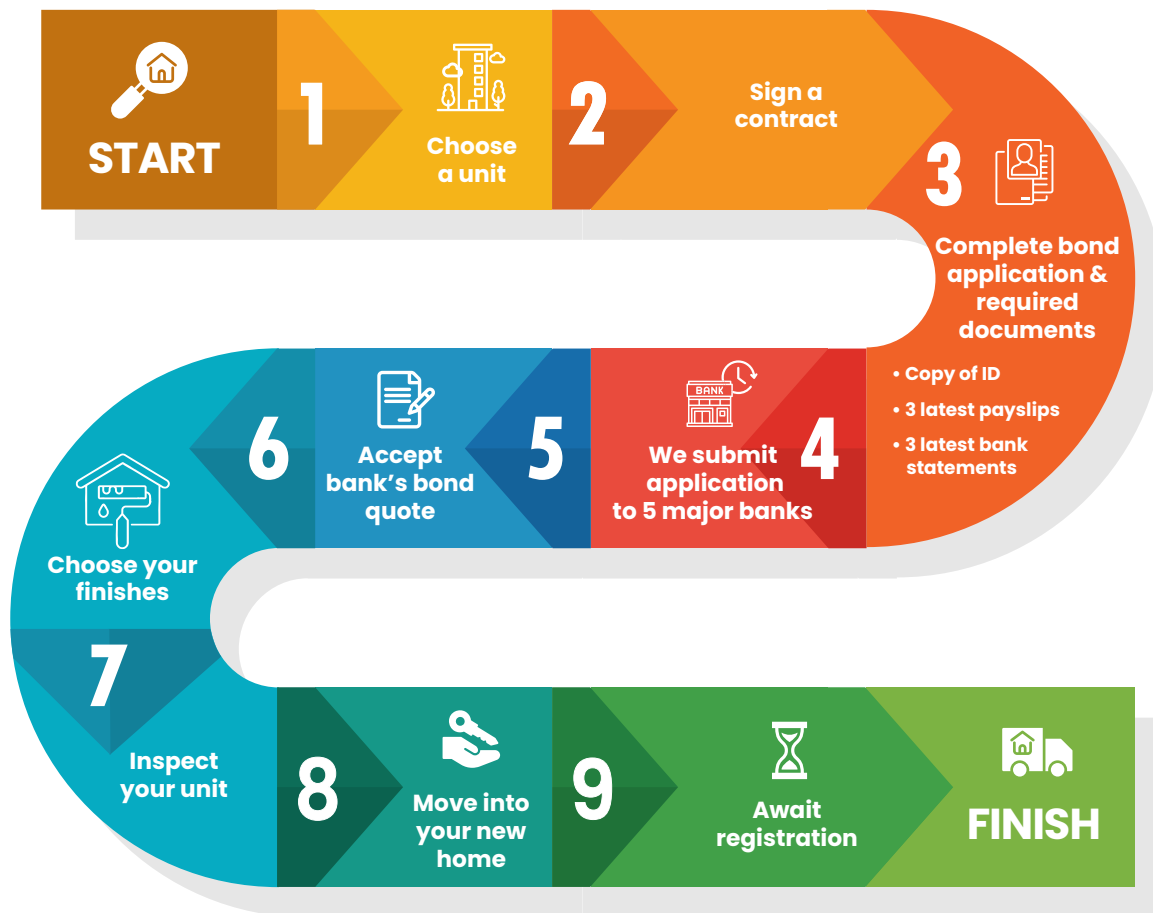 START
1
Choose
a unit
2
Sign a
contract
3
Complete bond
application &
required
documents
• Copy of ID
• 3 latest payslips
• 3 latest bank
statements
4
BANK
We submit
application
to 5 major banks
5
Accept
bank's bond
quote
6
Choose your
finishes
7
Inspect
your unit
8
Move into
your new
home
9
Await
registration
FINISH